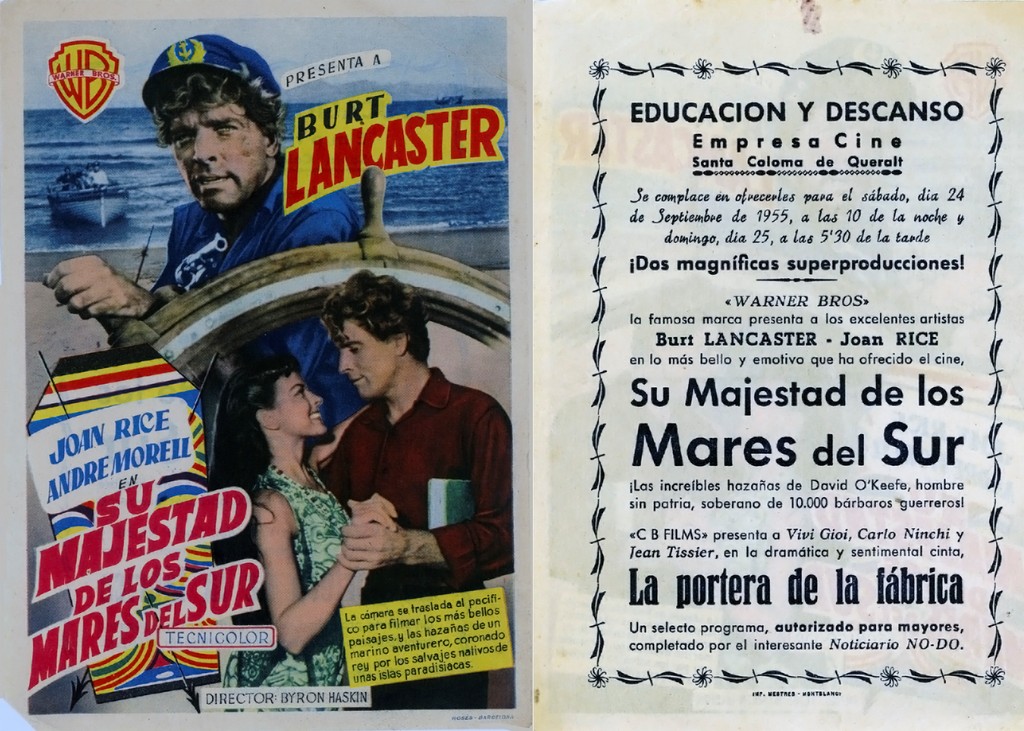 WARNER BROS
WB
PRESENTA A
BURT
LANCASTER
JOAN RICE
ANDRE MORELL
EN
SU
MAJESTAD
DE LOS
MARES DEL SUR
TECNICOLOR
La cámara se traslada al pacífi-
co para filmar los más bellos
paisajes, y las hazañas de un
marino aventurero, coronado
rey por los salvajes nativos de
unas islas paradisiacas.
DIRECTOR: BYRON HASKIN
EDUCACION Y DESCANSO
Empresa Cine
Santa Coloma de Queralt
Se complace en ofrecerles para el sábado, dia 24
de Septiembre de 1955, a las 10 de la noche y
domingo, dia 25, a las 5'30 de la tarde
¡Dos magníficas superproducciones!
«WARNER BROS»
la famosa marca presenta a los excelentes artistas
Burt LANCASTER - Joan RICE
en lo más bello y emotivo que ha ofrecido el cine,
Su Majestad de los
Mares del Sur
¡Las increíbles hazañas de David O'Keefe, hombre
sin patria, soberano de 10.000 bárbaros guerreros!
«C B FILMS» presenta a Vivi Gioi, Carlo Ninchi y
Jean Tissier, en la dramática y sentimental cinta,
La portera de la fábrica
Un selecto programa, autorizado para mayores,
completado por el interesante Noticiario NO-DO.
IMP. MESTRES - MONTBLANCH